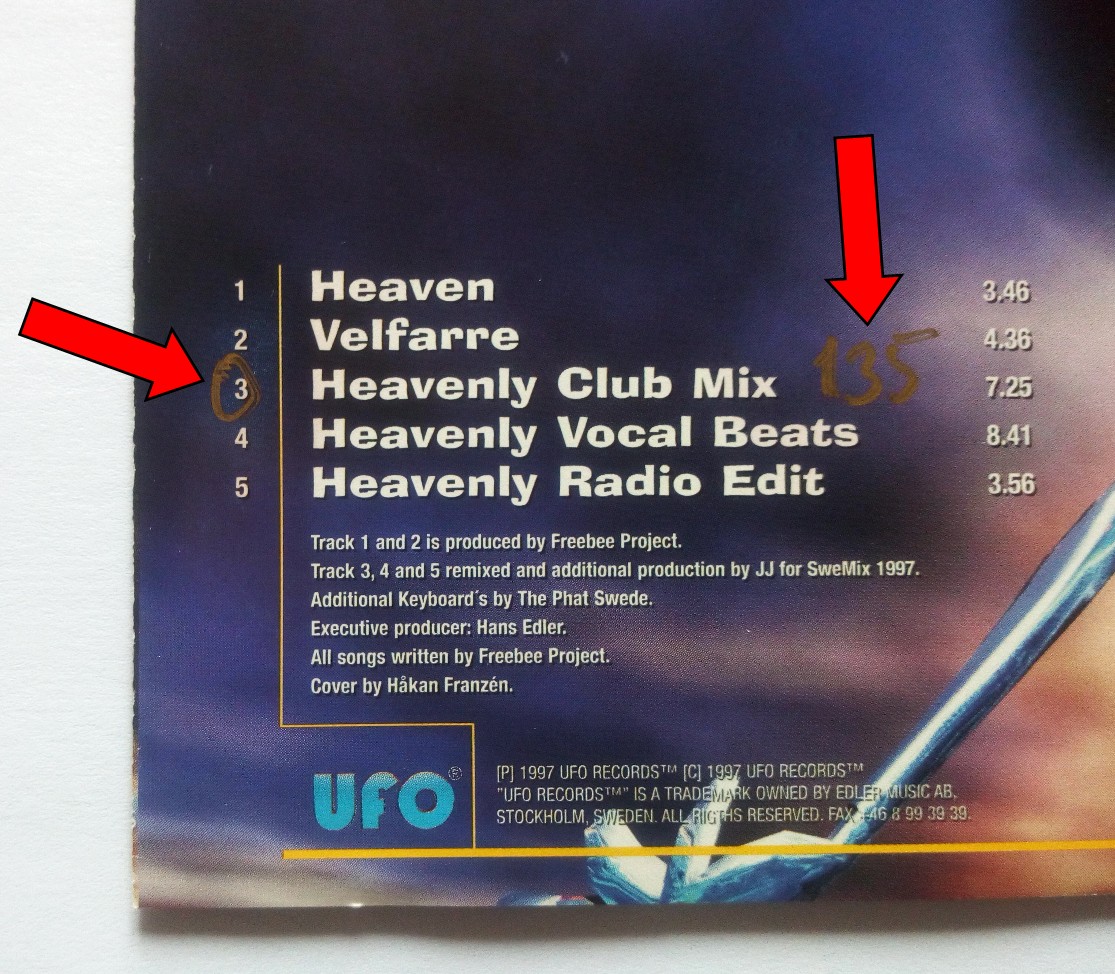 1 Heaven 3.46
2 Velfarre 4.36
3 Heavenly Club Mix 135 7.25
4 Heavenly Vocal Beats 8.41
5 Heavenly Radio Edit 3.56
Track 1 and 2 is produced by Freebee Project.
Track 3, 4 and 5 remixed and additional production by JJ for SweMix 1997.
Additional Keyboard´s by The Phat Swede.
Executive producer: Hans Edler.
All songs written by Freebee Project.
Cover by Håkan Franzén.
UFO®
[P] 1997 UFO RECORDS™ [C] 1997 UFO RECORDS™
"UFO RECORDS™" IS A TRADEMARK OWNED BY EDLER MUSIC AB,
STOCKHOLM, SWEDEN. ALL RIGTHS RESERVED. FAX +46 8 99 39 39.